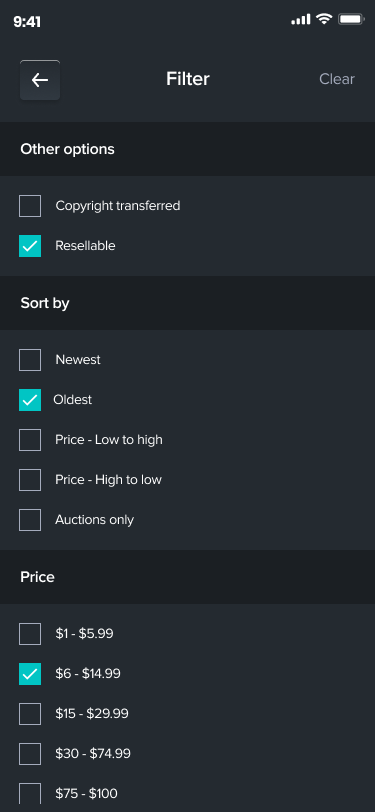 9:41
Filter
Clear
Other options
Copyright transferred
Resellable
Sort by
Newest
Oldest
Price - Low to high
Price - High to low
Auctions only
Price
$1 - $5.99
$6 - $14.99
$15 - $29.99
$30 - $74.99
$75 - $100